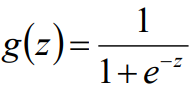 g(z) = 1 / (1 + e^{-z})